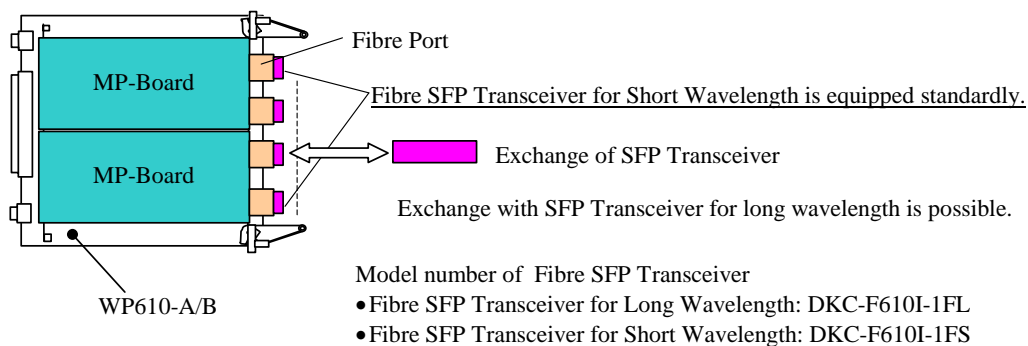 Fibre Port
MP-Board
Fibre SFP Transceiver for Short Wavelength is equipped standardly.
Exchange of SFP Transceiver
MP-Board
Exchange with SFP Transceiver for long wavelength is possible.
WP610-A/B
Model number of Fibre SFP Transceiver
•Fibre SFP Transceiver for Long Wavelength: DKC-F610I-1FL
•Fibre SFP Transceiver for Short Wavelength: DKC-F610I-1FS